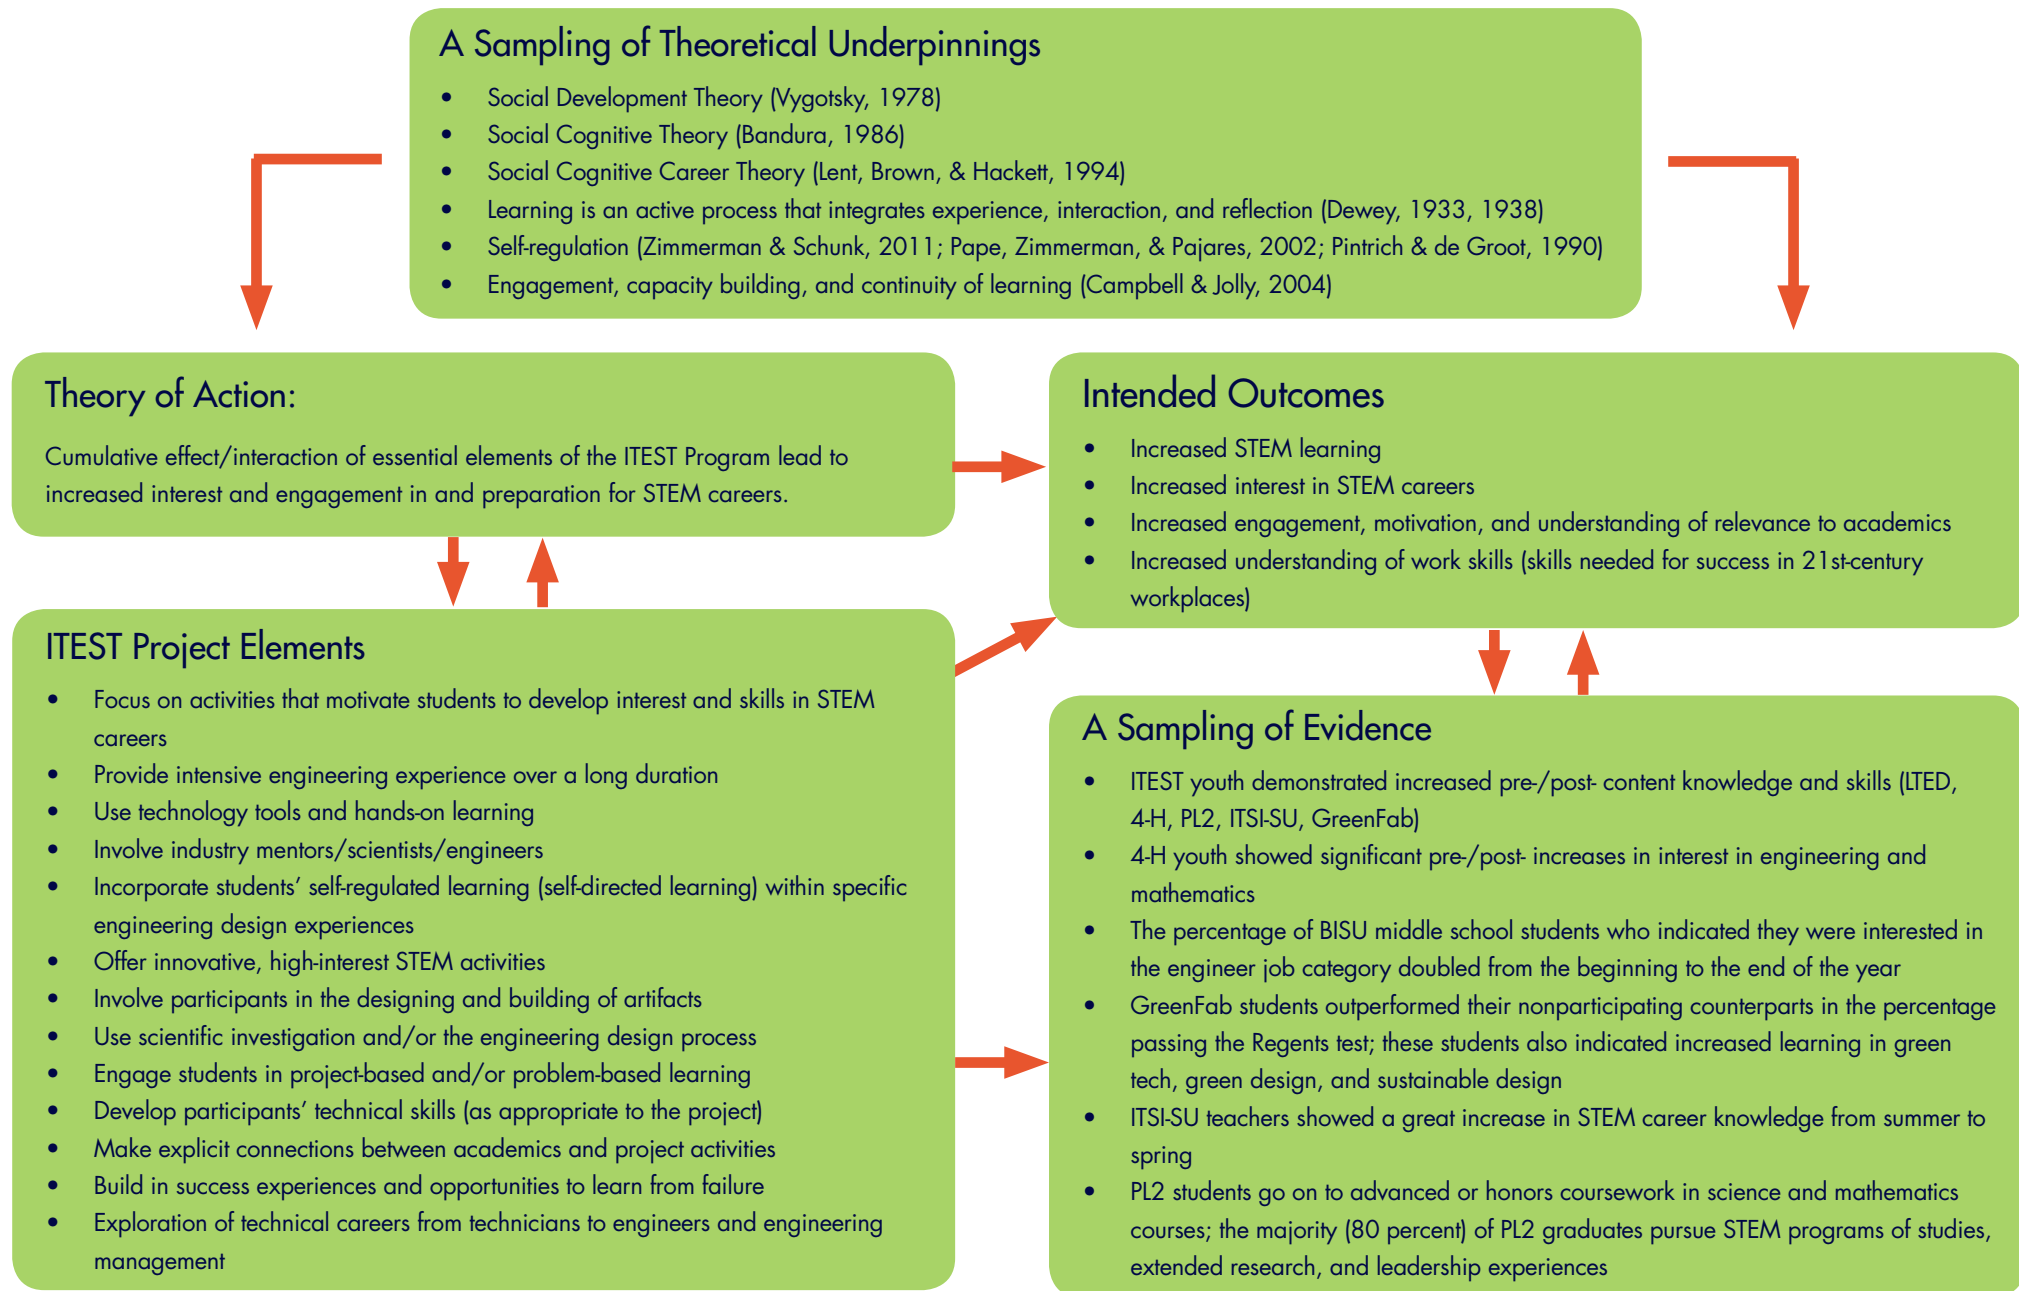 A Sampling of Theoretical Underpinnings
• Social Development Theory (Vygotsky, 1978)
• Social Cognitive Theory (Bandura, 1986)
• Social Cognitive Career Theory (Lent, Brown, & Hackett, 1994)
• Learning is an active process that integrates experience, interaction, and reflection (Dewey, 1933, 1938)
• Self-regulation (Zimmerman & Schunk, 2011; Pape, Zimmerman, & Pajares, 2002; Pintrich & de Groot, 1990)
• Engagement, capacity building, and continuity of learning (Campbell & Jolly, 2004)
Theory of Action:
Cumulative effect/interaction of essential elements of the ITEST Program lead to
increased interest and engagement in and preparation for STEM careers.
Intended Outcomes
• Increased STEM learning
• Increased interest in STEM careers
• Increased engagement, motivation, and understanding of relevance to academics
• Increased understanding of work skills (skills needed for success in 21st-century
workplaces)
ITEST Project Elements
• Focus on activities that motivate students to develop interest and skills in STEM
careers
• Provide intensive engineering experience over a long duration
• Use technology tools and hands-on learning
• Involve industry mentors/scientists/engineers
• Incorporate students’ self-regulated learning (self-directed learning) within specific
engineering design experiences
• Offer innovative, high-interest STEM activities
• Involve participants in the designing and building of artifacts
• Use scientific investigation and/or the engineering design process
• Engage students in project-based and/or problem-based learning
• Develop participants’ technical skills (as appropriate to the project)
• Make explicit connections between academics and project activities
• Build in success experiences and opportunities to learn from failure
• Exploration of technical careers from technicians to engineers and engineering
management
A Sampling of Evidence
• ITEST youth demonstrated increased pre-/post- content knowledge and skills (LTED,
4-H, PL2, ITSI-SU, GreenFab)
• 4-H youth showed significant pre-/post- increases in interest in engineering and
mathematics
• The percentage of BISU middle school students who indicated they were interested in
the engineer job category doubled from the beginning to the end of the year
• GreenFab students outperformed their nonparticipating counterparts in the percentage
passing the Regents test; these students also indicated increased learning in green
tech, green design, and sustainable design
• ITSI-SU teachers showed a great increase in STEM career knowledge from summer to
spring
• PL2 students go on to advanced or honors coursework in science and mathematics
courses; the majority (80 percent) of PL2 graduates pursue STEM programs of studies,
extended research, and leadership experiences